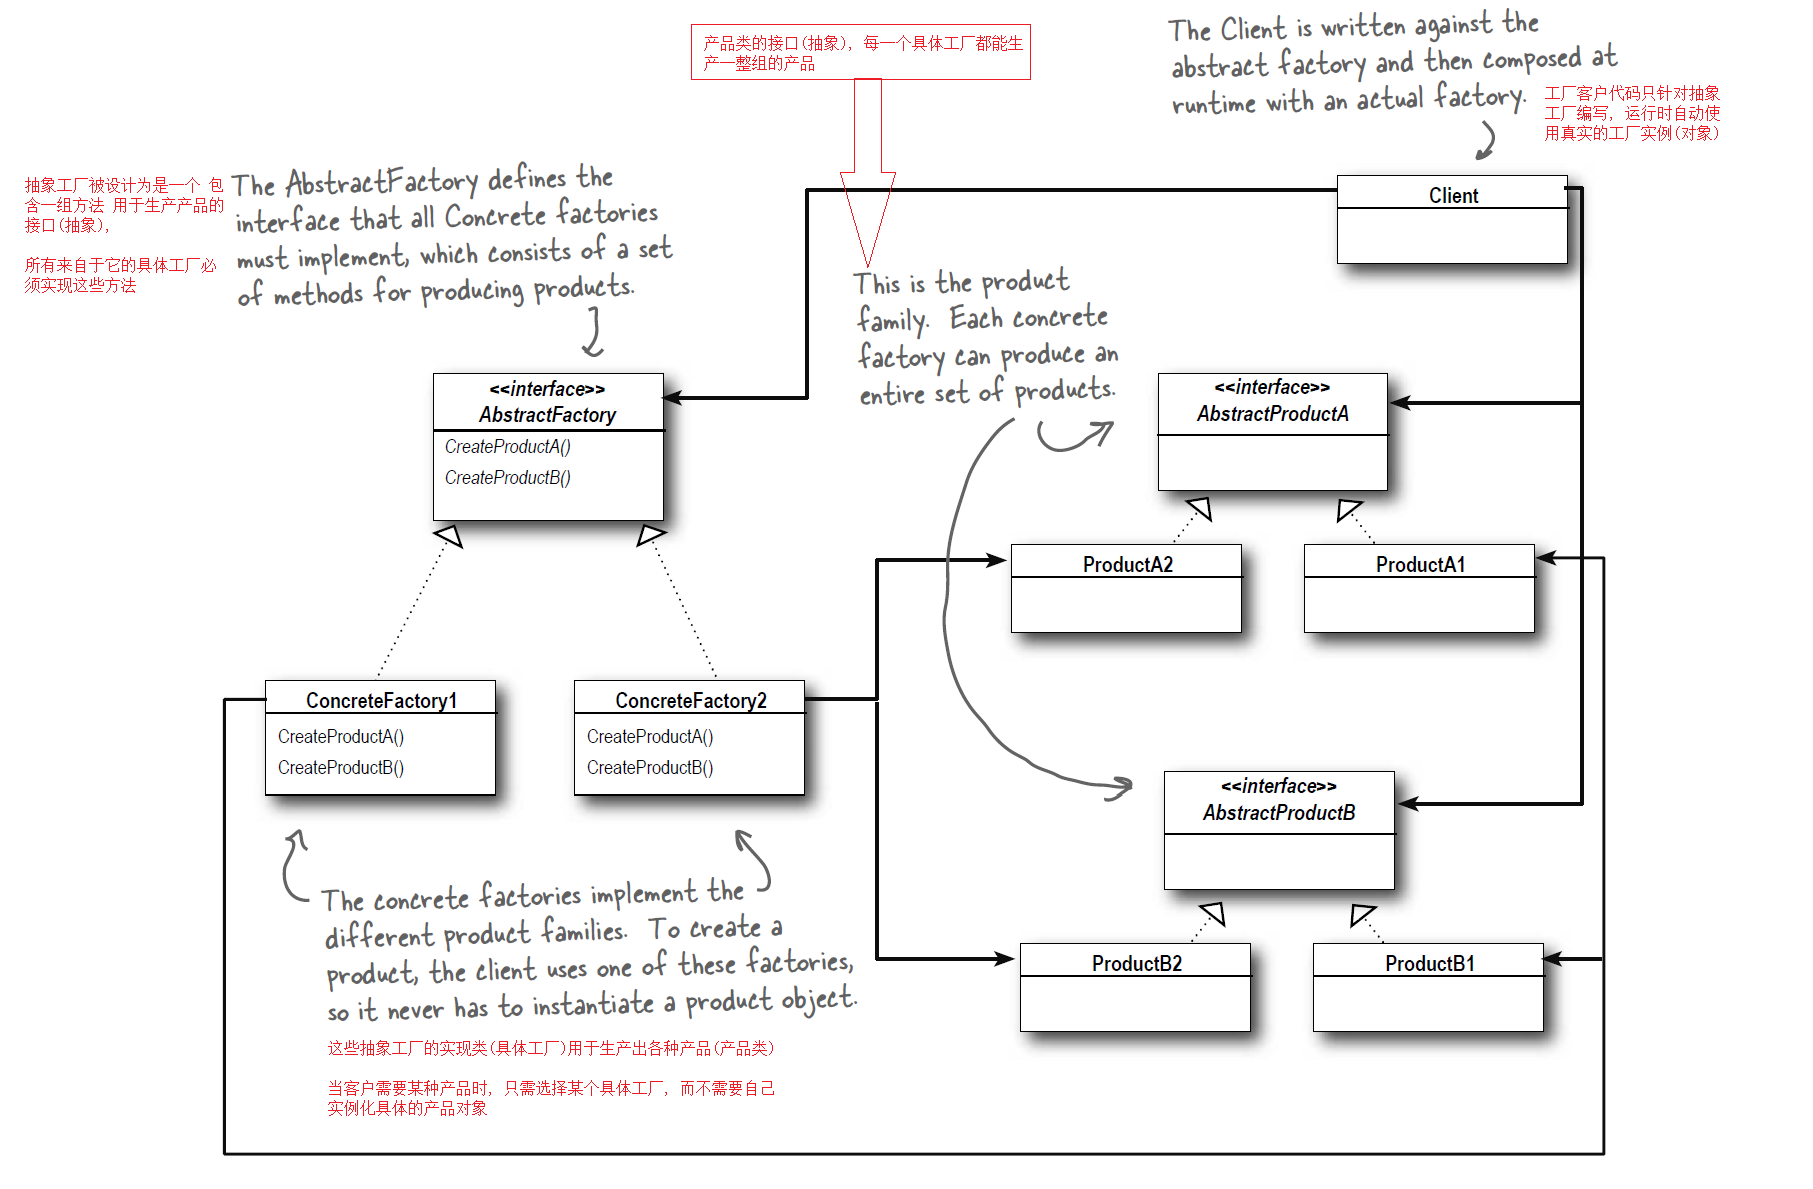 产品类的接口(抽象)，每一个具体工厂都能生
产一整组的产品
The Client is written against the
abstract factory and then composed at
runtime with an actual factory.
工厂客户代码只针对抽象
工厂编写，运行时自动使
用真实的工厂实例(对象)
抽象工厂被设计为是一个 包
含一组方法 用于生产产品的
接口(抽象)，
所有来自于它的具体工厂必
须实现这些方法
The AbstractFactory defines the
interface that all Concrete factories
must implement, which consists of a set
of methods for producing products.
Client
This is the product
family. Each concrete
factory can produce an
entire set of products.
<<interface>>
AbstractFactory
CreateProductA()
CreateProductB()
<<interface>>
AbstractProductA
ProductA2
ProductA1
ConcreteFactory1
CreateProductA()
CreateProductB()
ConcreteFactory2
CreateProductA()
CreateProductB()
<<interface>>
AbstractProductB
ProductB2
ProductB1
The concrete factories implement the
different product families. To create a
product, the client uses one of these factories,
so it never has to instantiate a product object.
这些抽象工厂的实现类(具体工厂)用于生产出各种产品(产品类)
当客户需要某种产品时，只需选择某个具体工厂，而不需要自己
实例化具体的产品对象